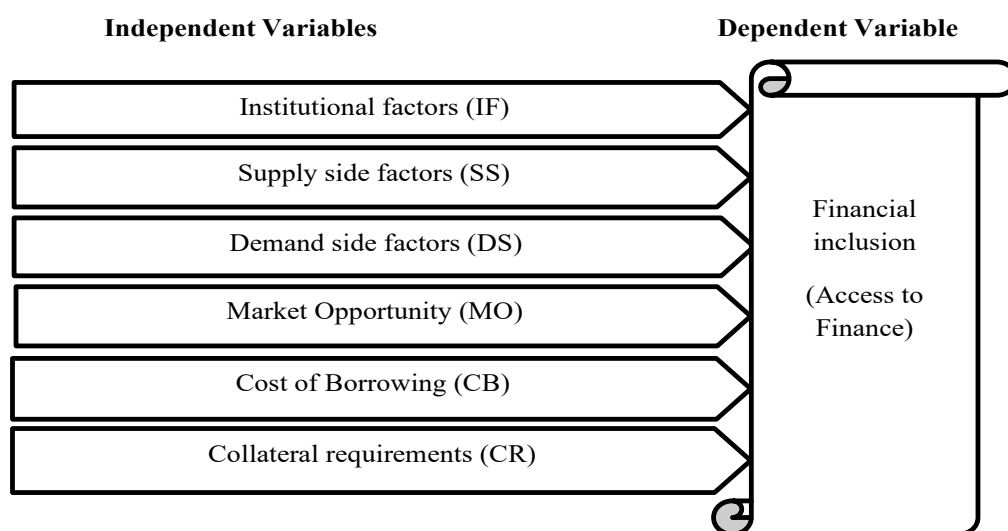 Independent Variables
Dependent Variable
Institutional factors (IF)
Supply side factors (SS)
Demand side factors (DS)
Market Opportunity (MO)
Cost of Borrowing (CB)
Collateral requirements (CR)
Financial
inclusion
(Access to
Finance)